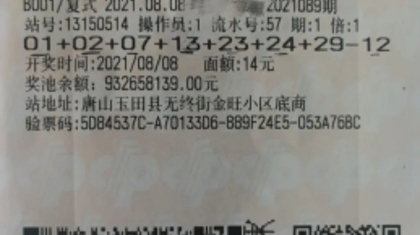 B001/复式 2021.08.08 2021089期
站号:13150514 操作员:1 流水号:57 期:1 倍:1
01+02+07+13+23+24+29-12
开奖时间:2021/08/08 面额:14元
奖池余额: 932658139.00元
站地址:唐山玉田县无终街金旺小区底商
验票码:5D84537C-A70133D6-889F24E5-053A768C